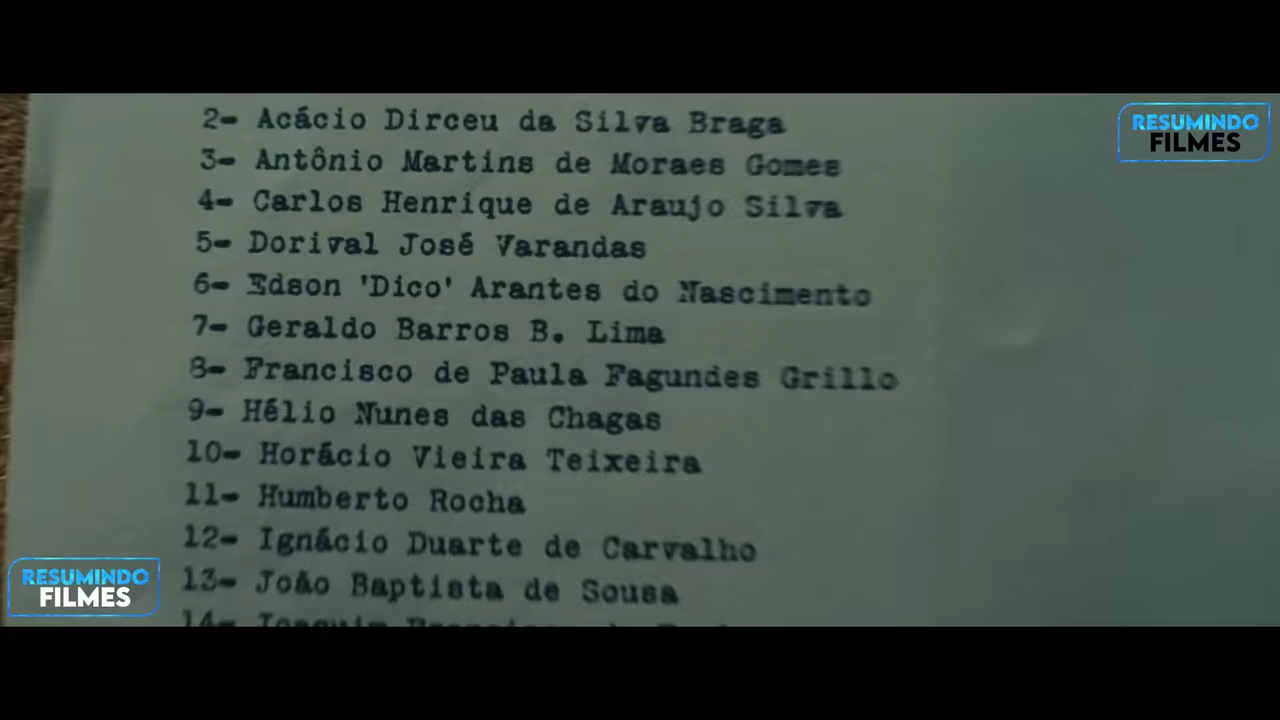 RESUMINDO
FILMES
2- Acácio Dirceu da Silva Braga
3- Antônio Martins de Moraes Gomes
4- Carlos Henrique de Araujo Silva
5- Dorival José Varandas
6- Edson 'Dico' Arantes do Nascimento
7- Geraldo Barros B. Lima
8- Francisco de Paula Fagundes Grillo
9- Hélio Nunes das Chagas
10- Horácio Vieira Teixeira
11- Humberto Rocha
12- Ignácio Duarte de Carvalho
13- João Baptista de Sousa
14- Joaquim
RESUMINDO
FILMES